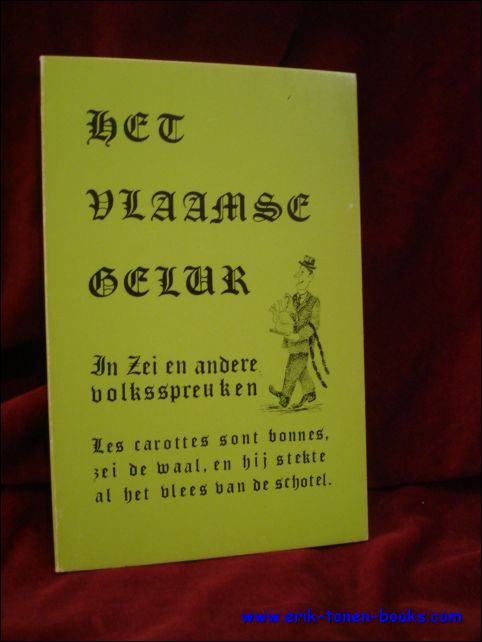 HET
VLAAMSE
GELUR
In Zei en andere
volksspreuken
Les carottes sont bonnes,
zei de waal, en hij stekte
al het vlees van de schotel.
www.erik-tonen-books.com